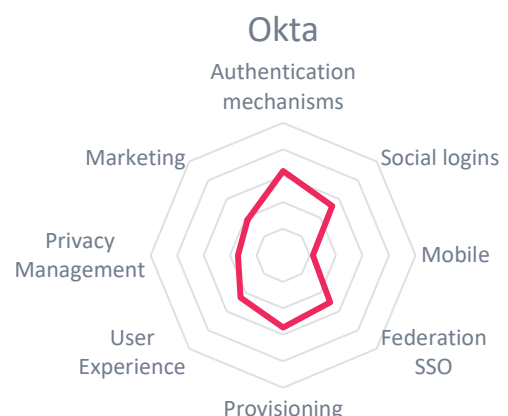 Okta
Authentication
mechanisms
Marketing
Social logins
Privacy
Management
Mobile
User
Experience
Federation
SSO
Provisioning